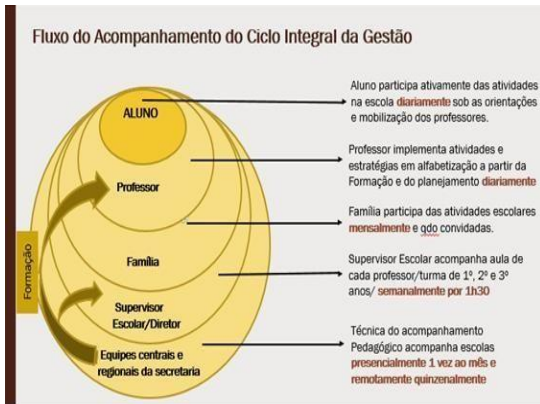 Fluxo do Acompanhamento do Ciclo Integral da Gestão
ALUNO
Professor
Família
Supervisor
Escolar/Diretor
Equipes centrais e
regionais da secretaria
Formação
Aluno participa ativamente das atividades
na escola diariamente sob as orientações
e mobilização dos professores.
Professor implementa atividades e
estratégias em alfabetização a partir da
Formação e do planejamento diariamente
Família participa das atividades escolares
mensalmente e qdo convidadas.
Supervisor Escolar acompanha aula de
cada professor/turma de 1º, 2º e 3º
anos/ semanalmente por 1h30
Técnica do acompanhamento
Pedagógico acompanha escolas
presencialmente 1 vez ao mês e
remotamente quinzenalmente